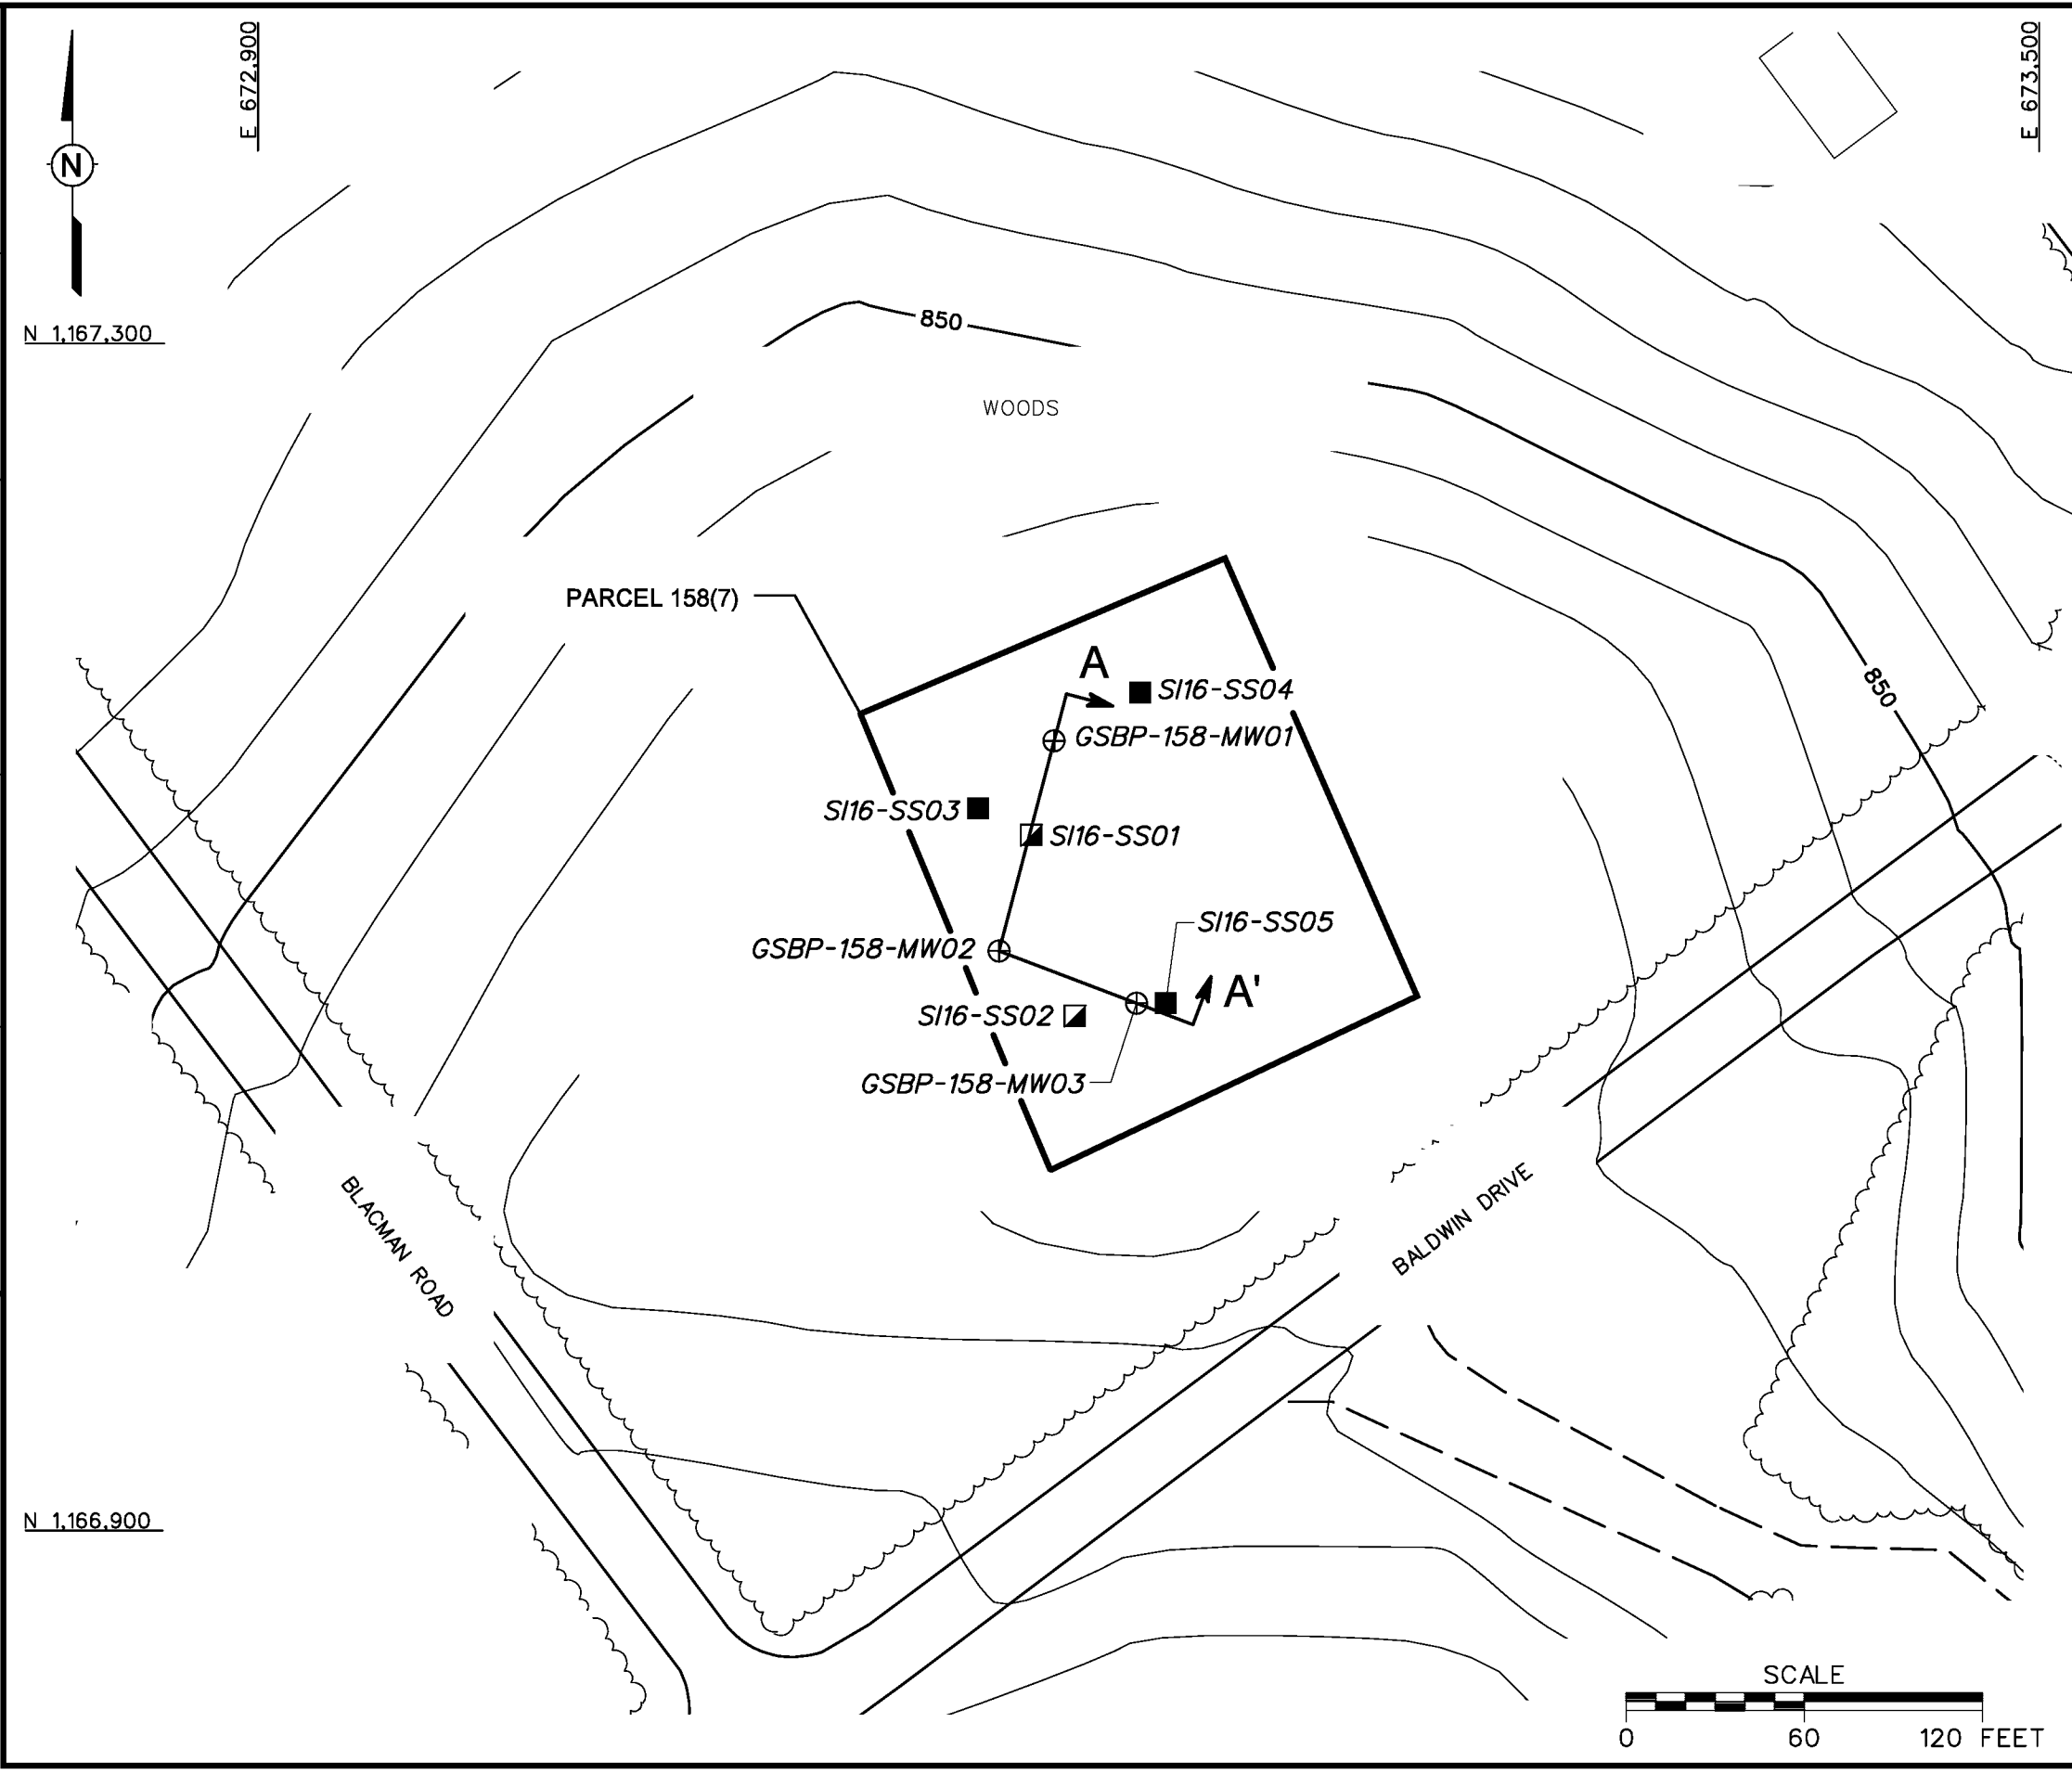 E 672,900
E 673,500
N
N 1,167,300
850
WOODS
PARCEL 158(7)
A
SI16-SS04
850
GSBP-158-MW01
SI16-SS03
SI16-SS01
SI16-SS05
GSBP-158-MW02
A'
SI16-SS02
GSBP-158-MW03
BLACMAN ROAD
BALDWIN DRIVE
N 1,166,900
SCALE
0 60 120 FEET